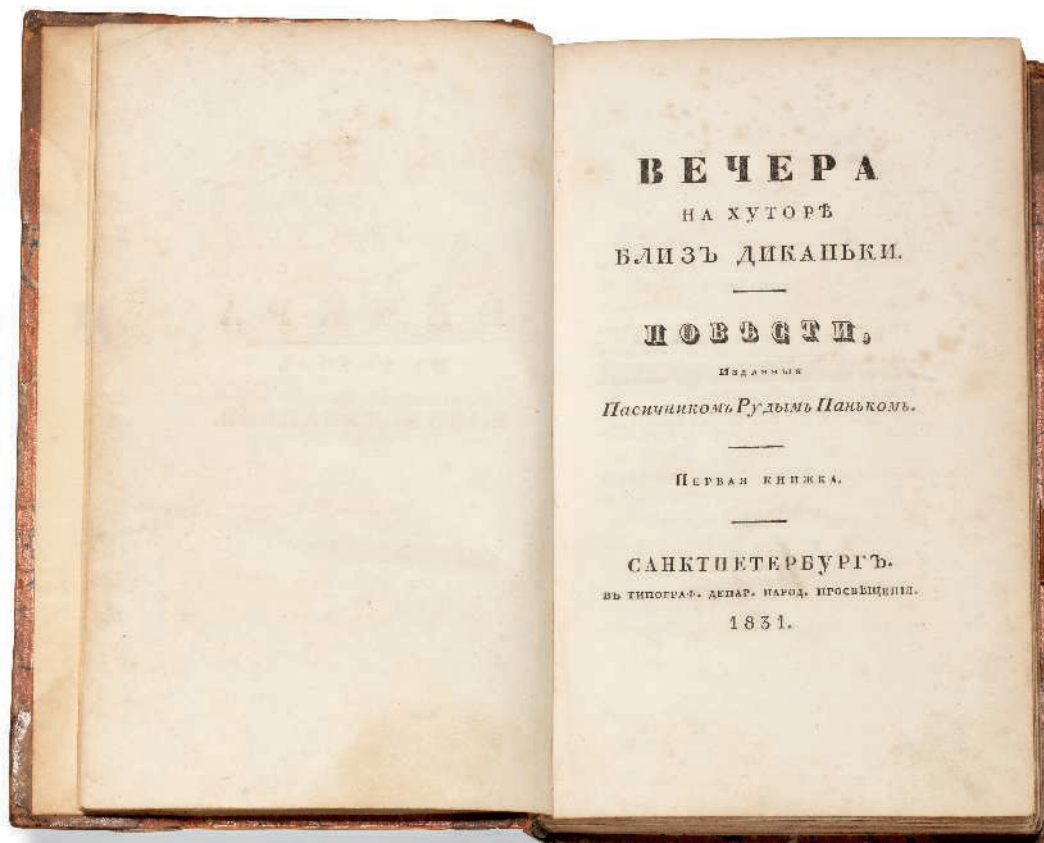 ВЕЧЕРА
НА ХУТОРѢ
БЛИЗЪ ДИКАНЬКИ.
ПОВѢСТИ,
Изданныя
Пасичникомъ Рудымъ Панькомъ.
Первая книжка.
САНКТПЕТЕРБУРГЪ.
ВЪ ТИПОГРАФ. ДЕПАР. НАРОД. ПРОСВѢЩЕНІЯ.
1831.